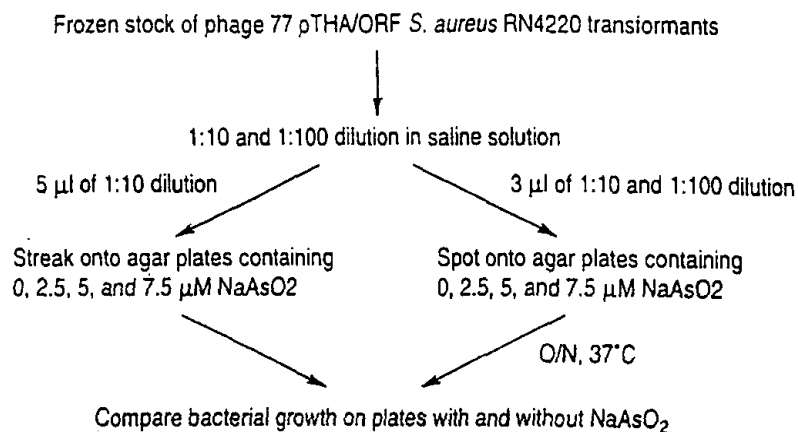 Frozen stock of phage 77 pTHA/ORF S. aureus RN4220 transformants
1:10 and 1:100 dilution in saline solution
5 µl of 1:10 dilution
3 µl of 1:10 and 1:100 dilution
Streak onto agar plates containing
0, 2.5, 5, and 7.5 µM NaAsO2
Spot onto agar plates containing
0, 2.5, 5, and 7.5 µM NaAsO2
O/N, 37°C
Compare bacterial growth on plates with and without NaAsO₂